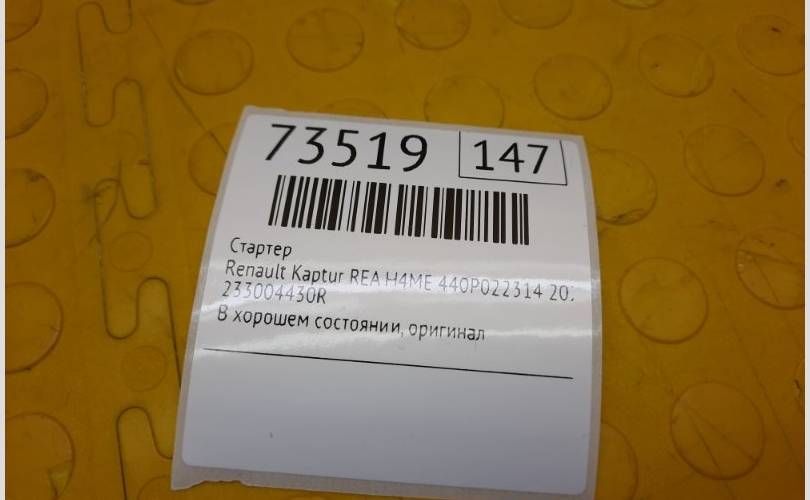 73519 147
Стартер
Renault Kaptur REA H4ME 440P022314 20
233004430R
В хорошем состоянии, оригинал